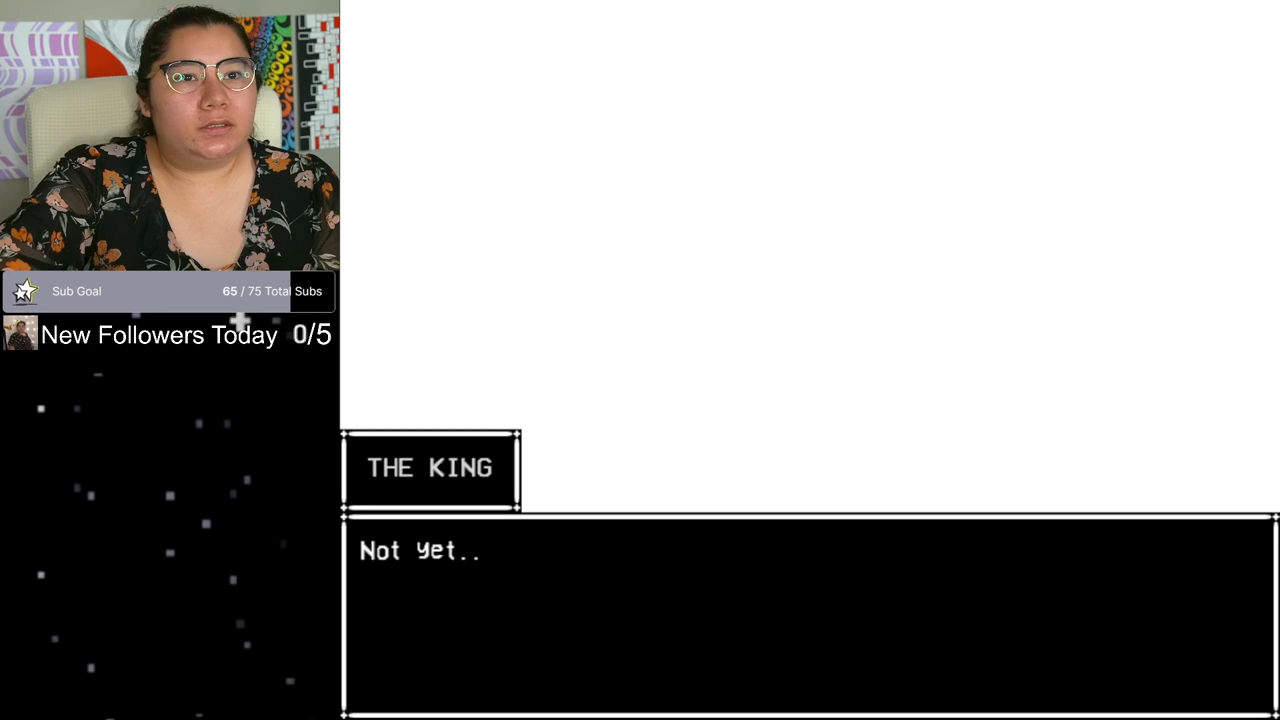 Sub Goal 65 / 75 Total Subs
New Followers Today 0/5
THE KING
Not yet..